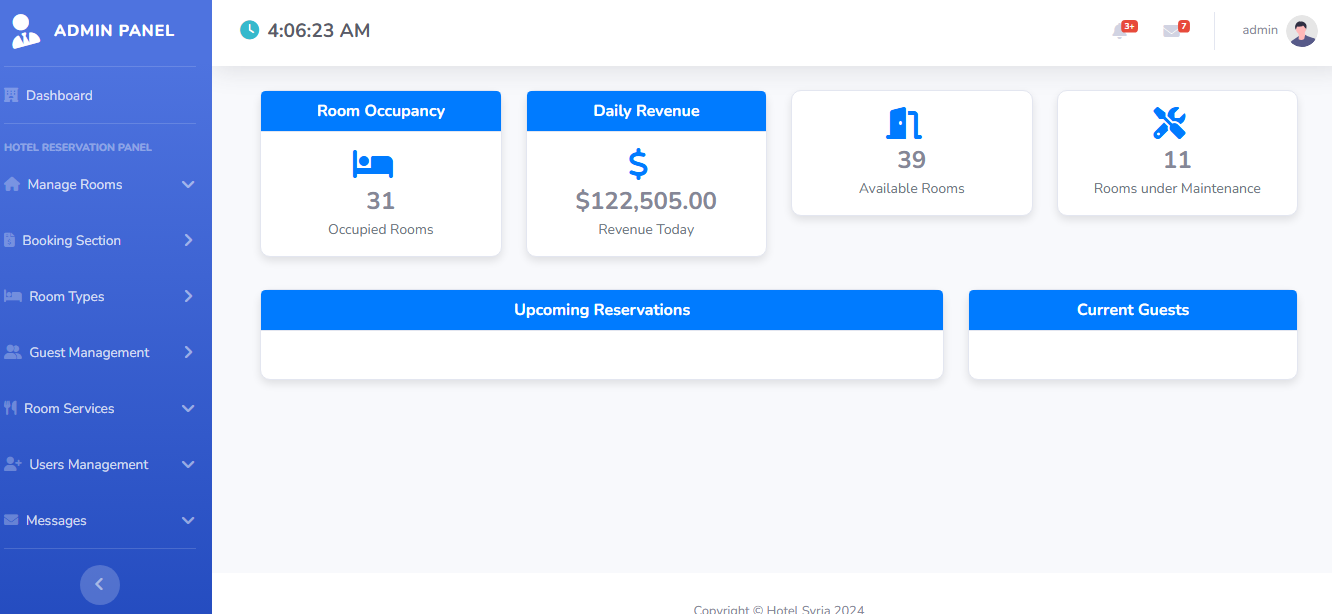 ADMIN PANEL
4:06:23 AM
3+
7
admin
Dashboard
HOTEL RESERVATION PANEL
Manage Rooms
Booking Section
Room Types
Guest Management
Room Services
Users Management
Messages
Room Occupancy
31
Occupied Rooms
Daily Revenue
$122,505.00
Revenue Today
39
Available Rooms
11
Rooms under Maintenance
Upcoming Reservations
Current Guests
Copyright © Hotel Syria 2024